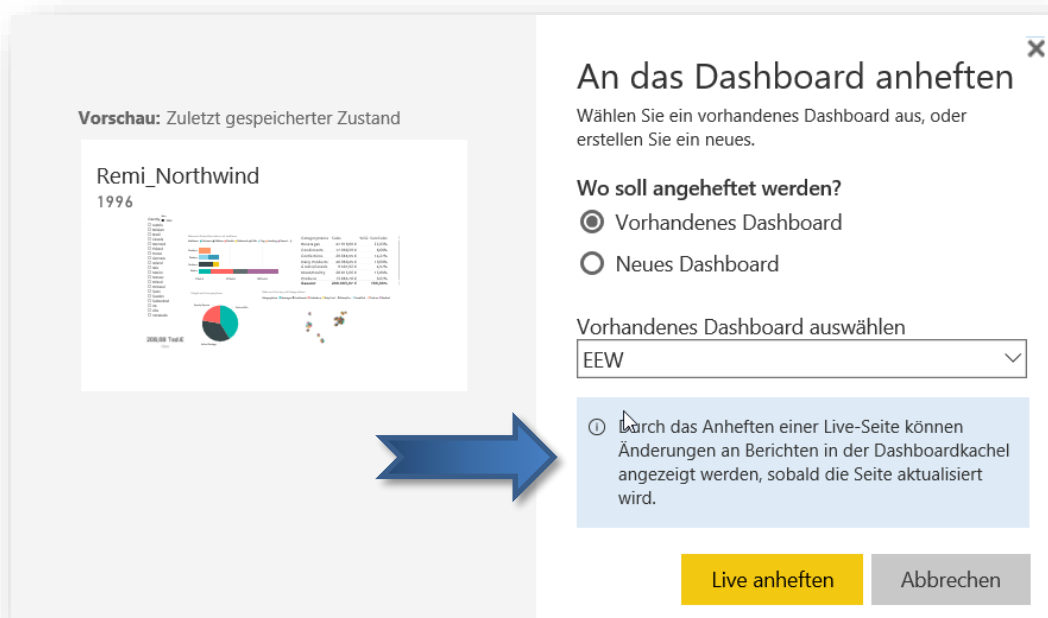 An das Dashboard anheften
Wählen Sie ein vorhandenes Dashboard aus, oder
erstellen Sie ein neues.
Vorschau: Zuletzt gespeicherter Zustand
Remi_Northwind
1996
Wo soll angeheftet werden?
Vorhandenes Dashboard
Neues Dashboard
Vorhandenes Dashboard auswählen
EEW
Durch das Anheften einer Live-Seite können
Änderungen an Berichten in der Dashboardkachel
angezeigt werden, sobald die Seite aktualisiert
wird.
Live anheften
Abbrechen